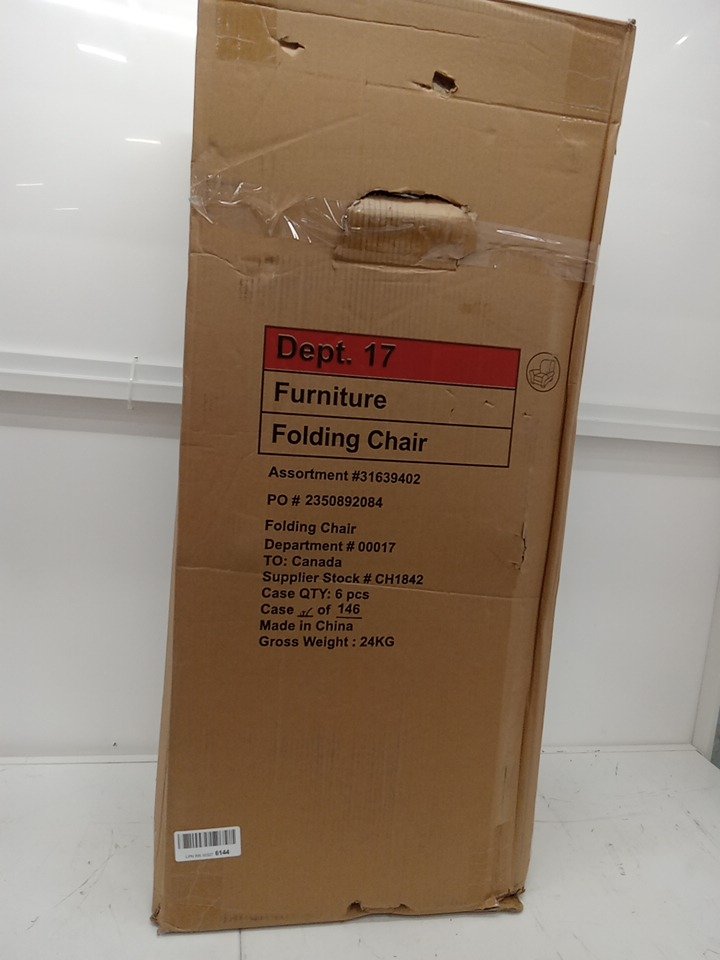 Dept. 17
Furniture
Folding Chair
Assortment #31639402
PO # 2350892084
Folding Chair
Department # 00017
TO: Canada
Supplier Stock # CH1842
Case QTY: 6 pcs
Case of 146
Made in China
Gross Weight : 24KG
6144